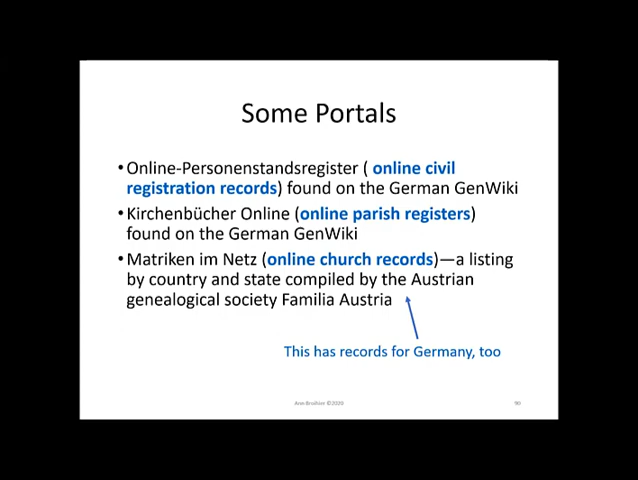 Some Portals
•Online-Personenstandsregister ( online civil
registration records) found on the German GenWiki
•Kirchenbücher Online (online parish registers)
found on the German GenWiki
•Matriken im Netz (online church records)—a listing
by country and state compiled by the Austrian
genealogical society Familia Austria
This has records for Germany, too
©2020
90